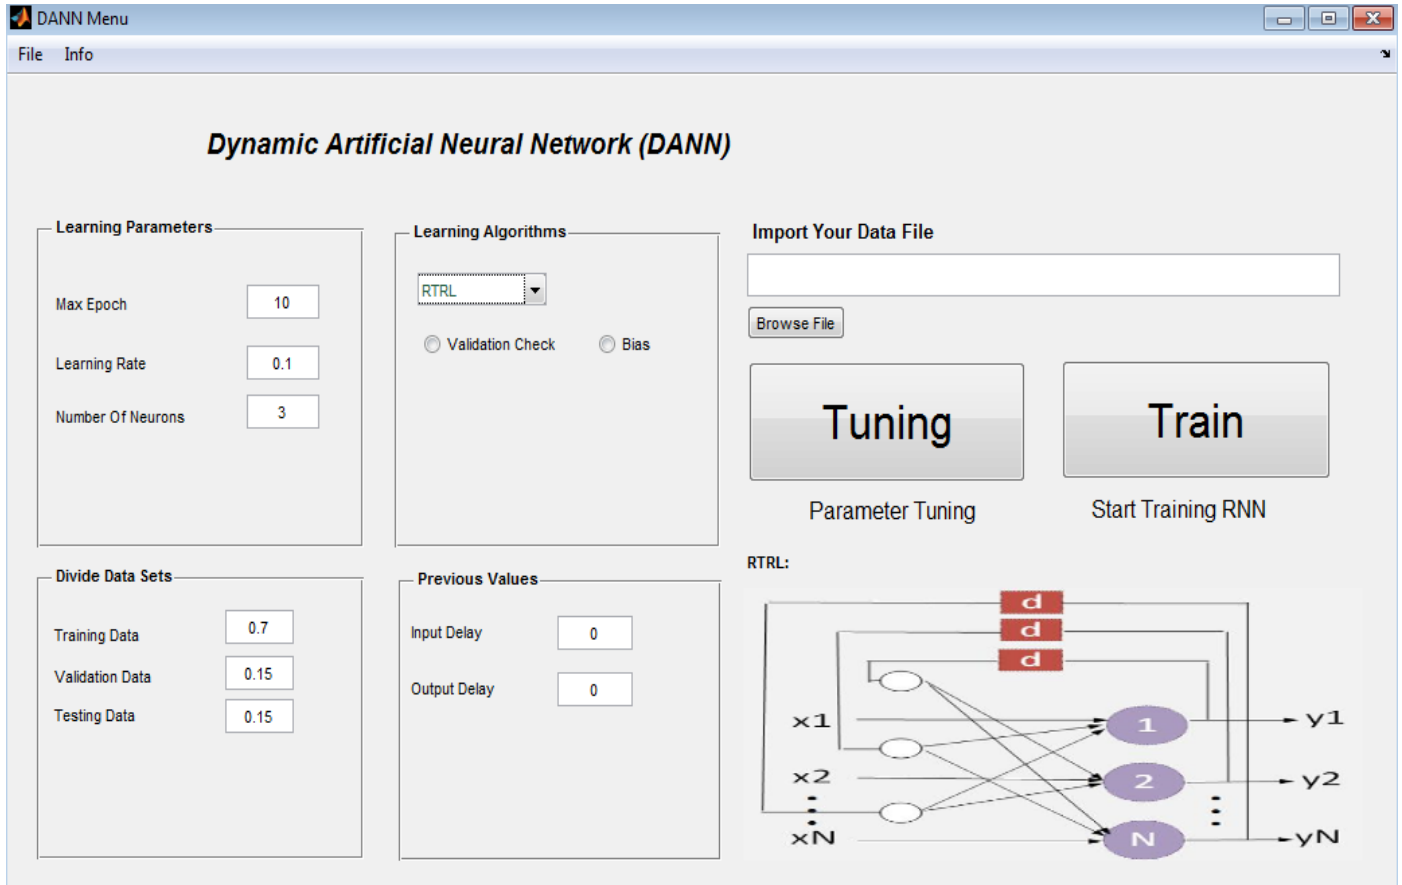 DANN Menu
File Info
Dynamic Artificial Neural Network (DANN)
Learning Parameters
Max Epoch 10
Learning Rate 0.1
Number Of Neurons 3
Learning Algorithms
RTRL
Validation Check Bias
Import Your Data File
Browse File
Tuning
Train
Parameter Tuning
Start Training RNN
Divide Data Sets
Training Data 0.7
Validation Data 0.15
Testing Data 0.15
Previous Values
Input Delay 0
Output Delay 0
RTRL:
d
d
d
x1 1 y1
x2 2 y2
xN N yN